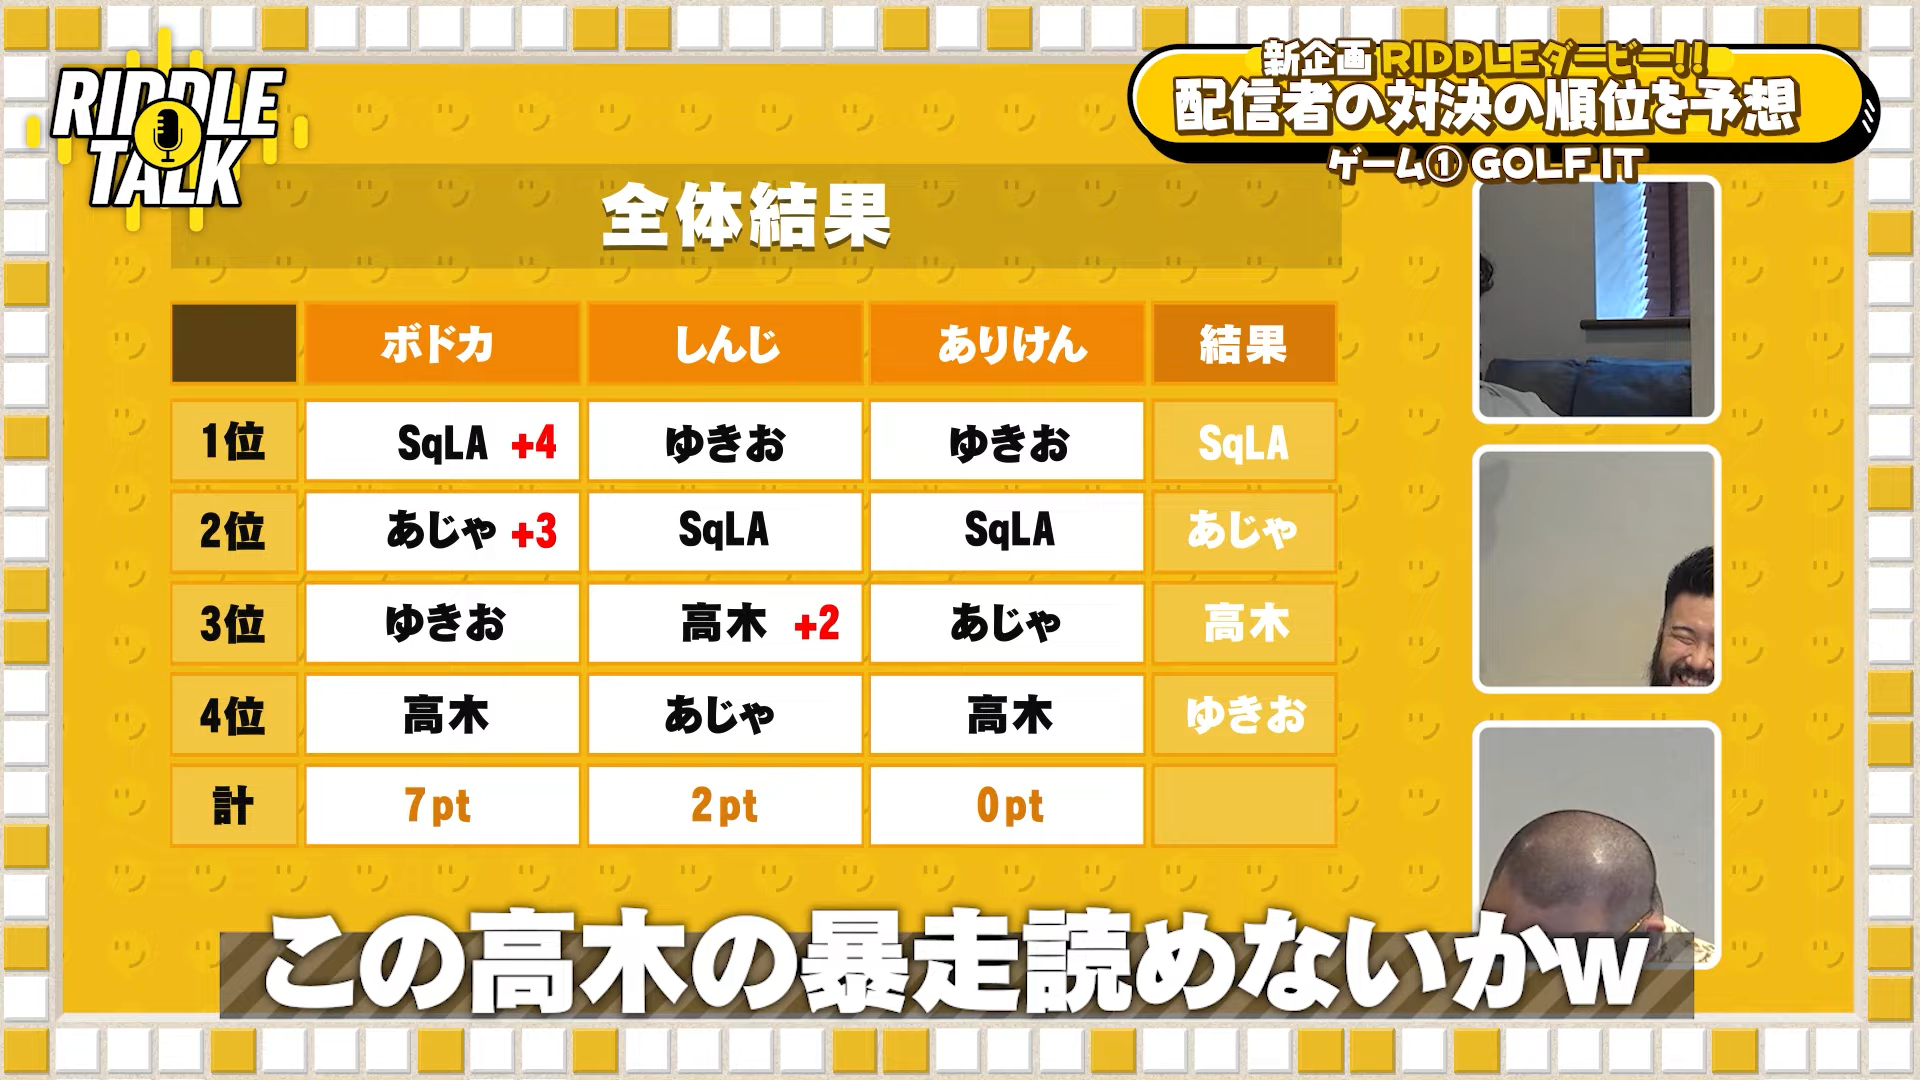 RIDDLE
TALK
新企画 RIDDLEダービー!!
配信者の対決の順位を予想
ゲーム① GOLF IT
全体結果
ボドカ しんじ ありけん 結果
1位 SqLA +4 ゆきお ゆきお SqLA
2位 あじゃ +3 SqLA SqLA あじゃ
3位 ゆきお 高木 +2 あじゃ 高木
4位 高木 あじゃ 高木 ゆきお
計 7pt 2pt 0pt
この高木の暴走読めないかw